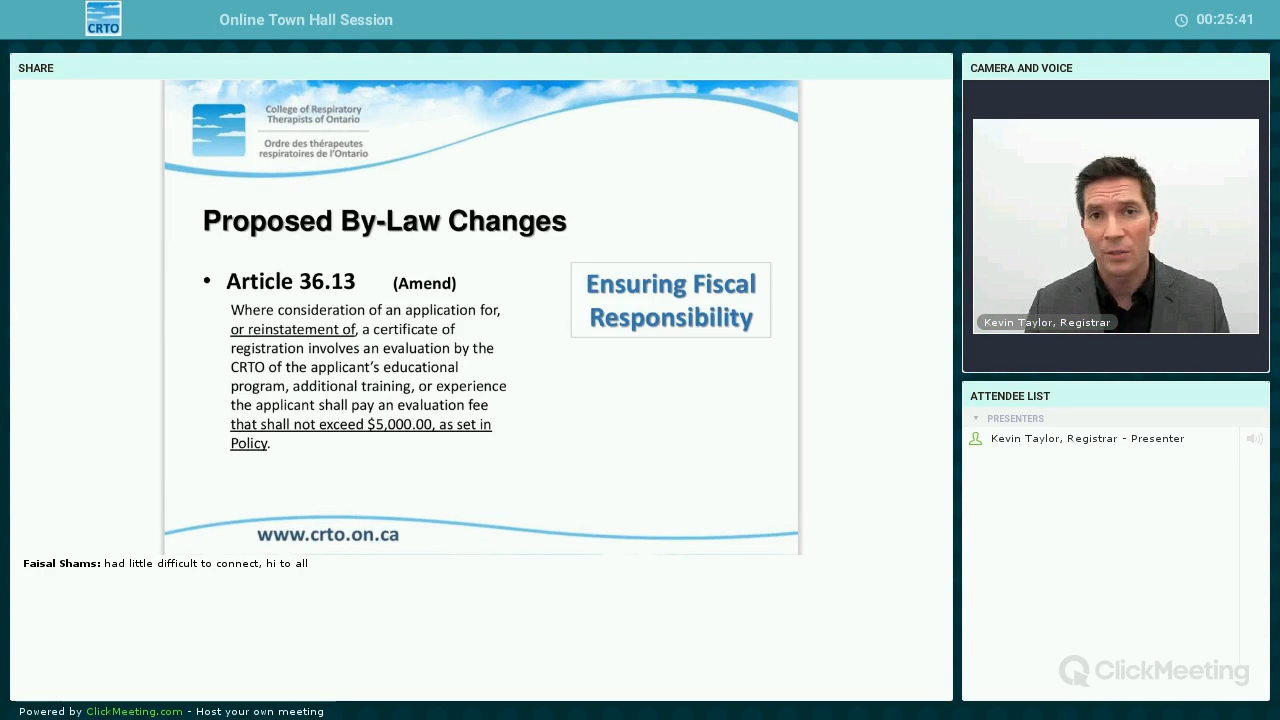 CRTO
Online Town Hall Session
00:25:41
SHARE
College of Respiratory
Therapists of Ontario
Ordre des thérapeutes
respiratoires de l'Ontario
Proposed By-Law Changes
• Article 36.13 (Amend)
Where consideration of an application for,
or reinstatement of, a certificate of
registration involves an evaluation by the
CRTO of the applicant's educational
program, additional training, or experience
the applicant shall pay an evaluation fee
that shall not exceed $5,000.00, as set in
Policy.
Ensuring Fiscal
Responsibility
www.crto.on.ca
Faisal Shams: had little difficult to connect, hi to all
CAMERA AND VOICE
Kevin Taylor, Registrar
ATTENDEE LIST
PRESENTERS
Kevin Taylor, Registrar - Presenter
ClickMeeting
Powered by ClickMeeting.com - Host your own meeting